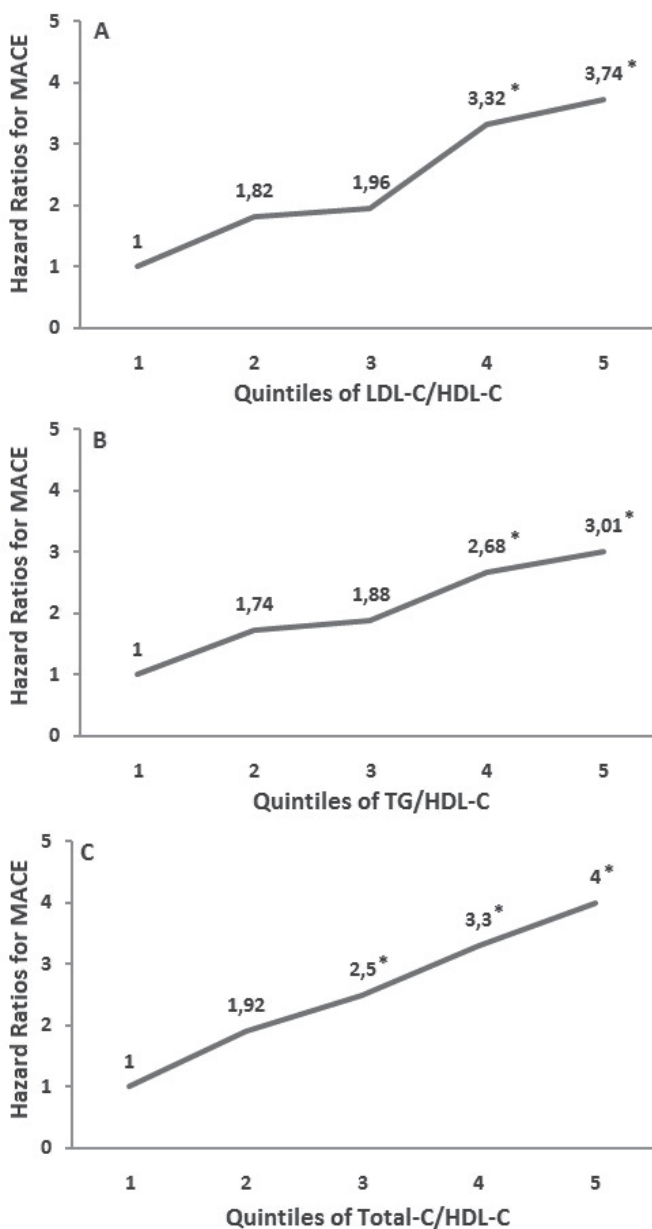 A
Hazard Ratios for MACE
5
4
3
2
1
0
1
1,82
1,96
3,32 *
3,74 *
1 2 3 4 5
Quintiles of LDL-C/HDL-C
B
Hazard Ratios for MACE
5
4
3
2
1
0
1
1,74
1,88
2,68 *
3,01 *
1 2 3 4 5
Quintiles of TG/HDL-C
C
Hazard Ratios for MACE
5
4
3
2
1
0
1
1,92
2,5 *
3,3 *
4 *
1 2 3 4 5
Quintiles of Total-C/HDL-C